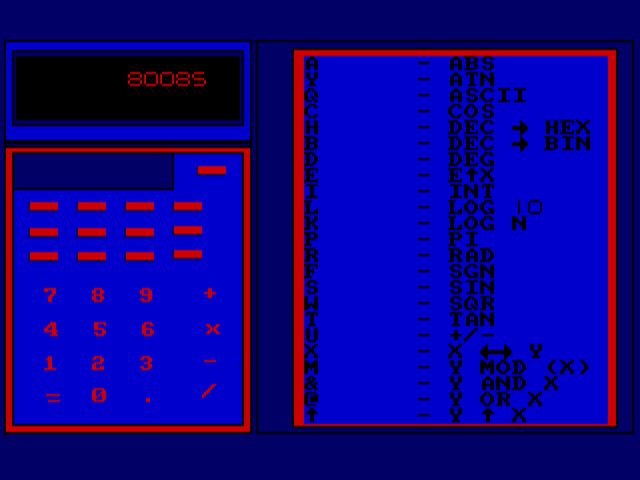 80085
7 8 9 +
4 5 6 x
1 2 3 -
= 0 . /
A - ABS
Y - ATN
Q - ASCII
C - COS
H - DEC → HEX
B - DEC → BIN
D - DEG
E - E↑X
I - INT
L - LOG 10
K - LOG N
P - PI
R - RAD
F - SGN
S - SIN
W - SQR
T - TAN
U - +/-
X - X ↔ Y
M - Y MOD (X)
& - Y AND X
@ - Y OR X
↑ - Y ↑ X